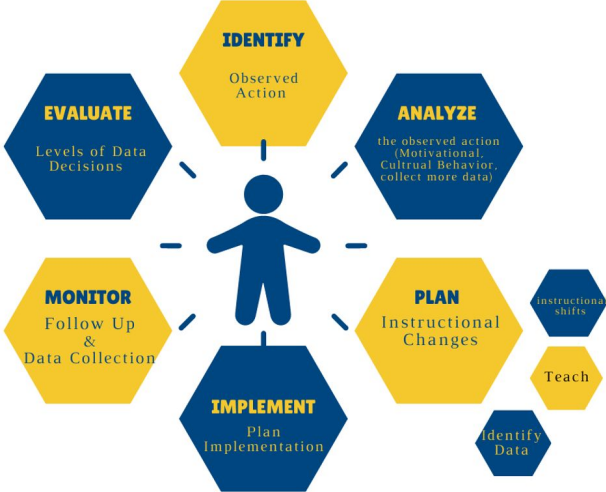 IDENTIFY
Observed
Action
EVALUATE
Levels of Data
Decisions
ANALYZE
the observed action
(Motivational,
Cultrual Behavior,
collect more data)
MONITOR
Follow Up
&
Data Collection
PLAN
Instructional
Changes
instructional
shifts
Teach
IMPLEMENT
Plan
Implementation
Identify
Data